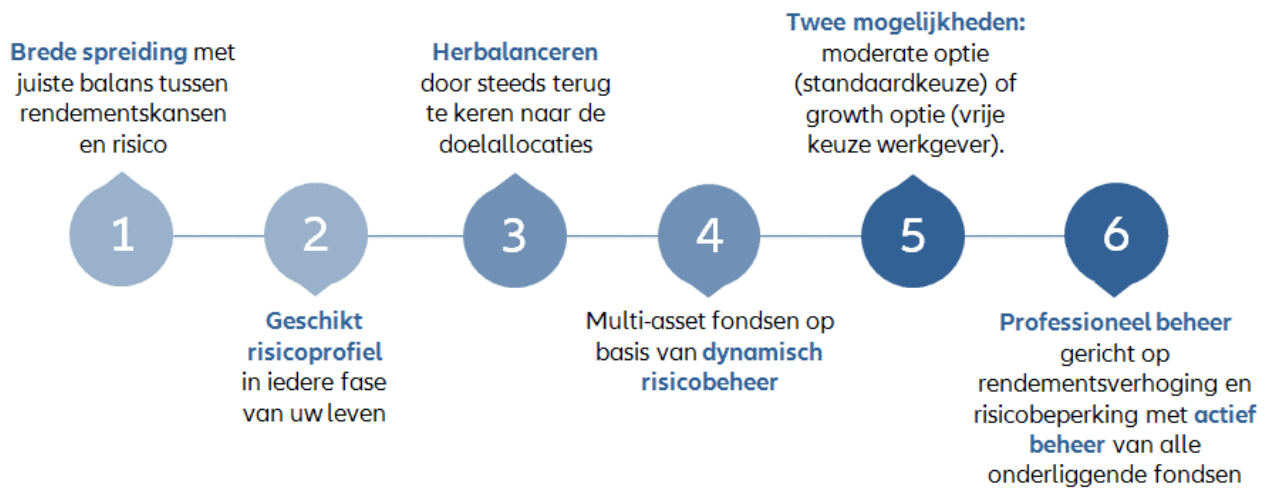 Brede spreiding met
juiste balans tussen
rendementskansen
en risico
1
2
Geschikt
risicoprofiel
in iedere fase
van uw leven
Herbalanceren
door steeds terug
te keren naar de
doelallocaties
3
4
Multi-asset fondsen op
basis van dynamisch
risicobeheer
Twee mogelijkheden:
moderate optie
(standaardkeuze) of
growth optie (vrije
keuze werkgever).
5
6
Professioneel beheer
gericht op
rendementsverhoging en
risicobeperking met actief
beheer van alle
onderliggende fondsen